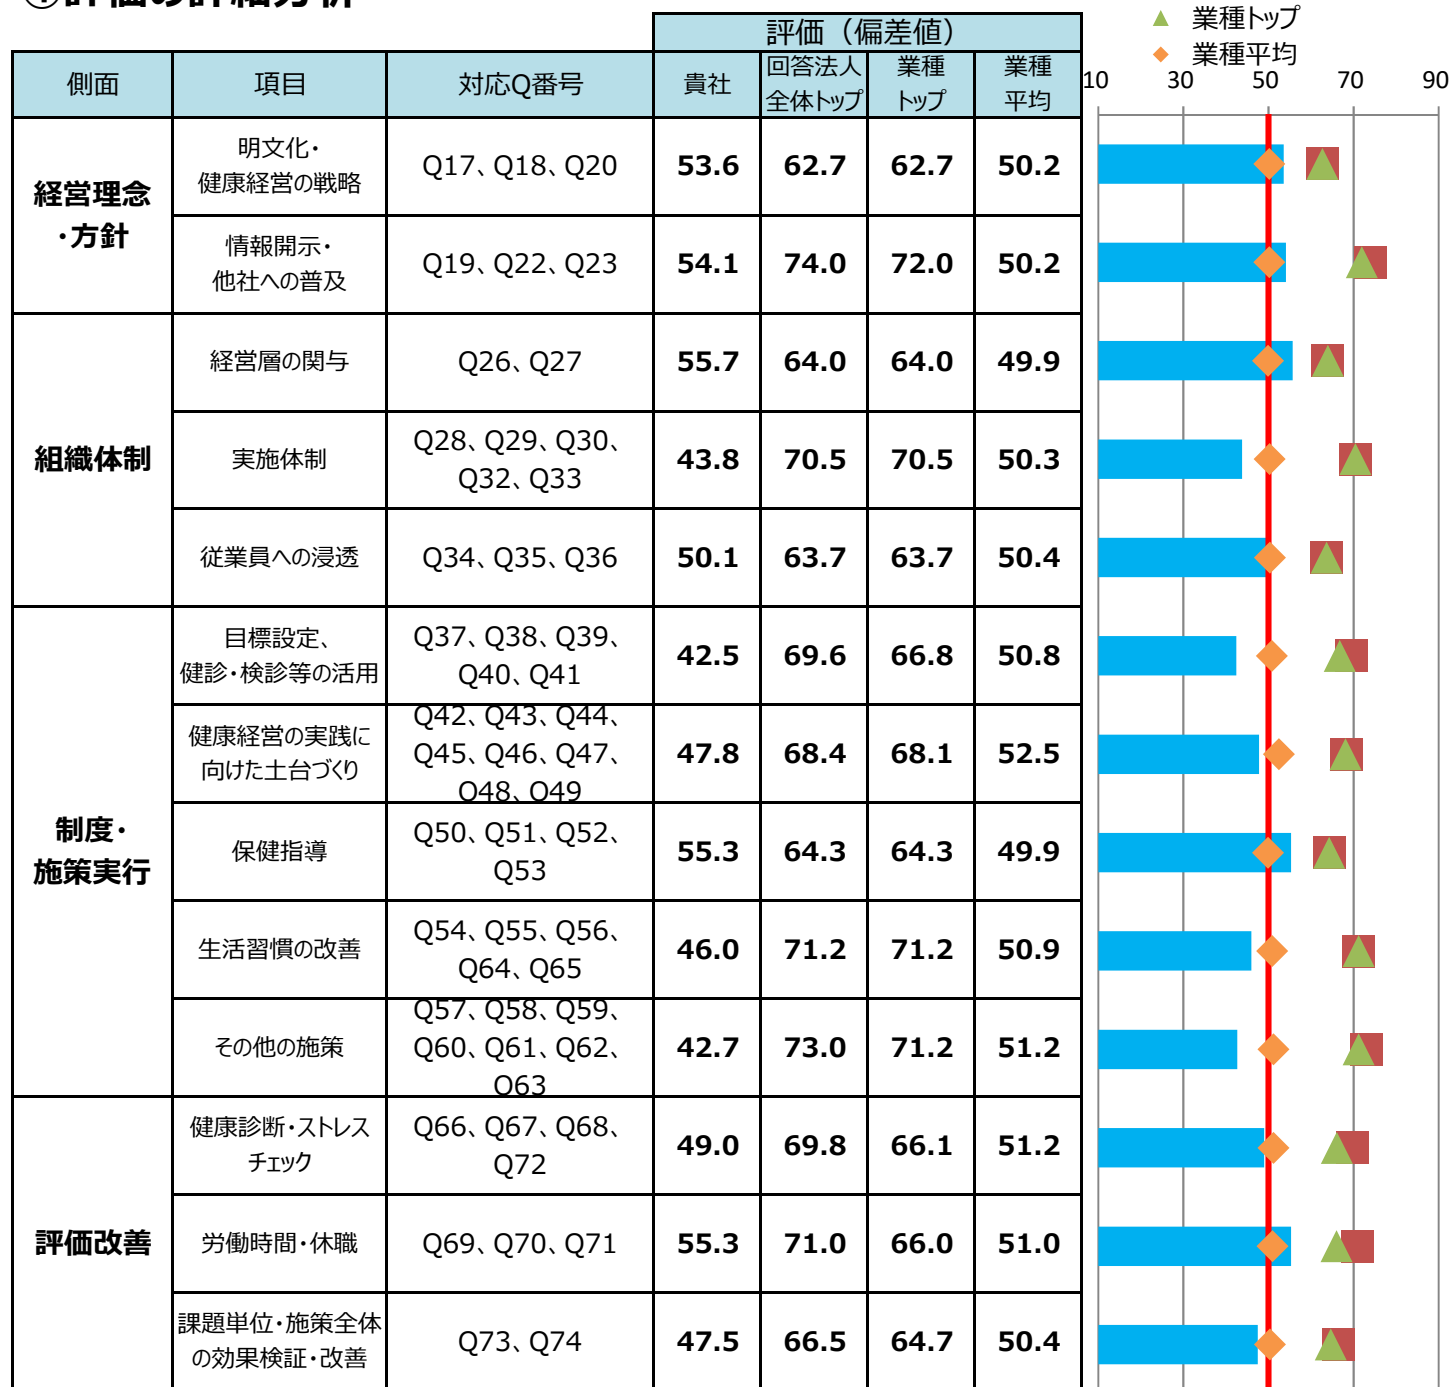 ①評価の詳細分析
評価（偏差値）
側面 項目 対応Q番号 貴社 回答法人 業種 業種
全体トップ トップ 平均
▲ 業種トップ
◆ 業種平均
10 30 50 70 90
経営理念
・方針
明文化・
健康経営の戦略
Q17、Q18、Q20 53.6 62.7 62.7 50.2
情報開示・
他社への普及
Q19、Q22、Q23 54.1 74.0 72.0 50.2
組織体制
経営層の関与 Q26、Q27 55.7 64.0 64.0 49.9
実施体制
Q28、Q29、Q30、
Q32、Q33
43.8 70.5 70.5 50.3
従業員への浸透 Q34、Q35、Q36 50.1 63.7 63.7 50.4
制度・
施策実行
目標設定、
健診・検診等の活用
Q37、Q38、Q39、
Q40、Q41
42.5 69.6 66.8 50.8
健康経営の実践に
向けた土台づくり
Q42、Q43、Q44、
Q45、Q46、Q47、
Q48、Q49
47.8 68.4 68.1 52.5
保健指導
Q50、Q51、Q52、
Q53
55.3 64.3 64.3 49.9
生活習慣の改善
Q54、Q55、Q56、
Q64、Q65
46.0 71.2 71.2 50.9
その他の施策
Q57、Q58、Q59、
Q60、Q61、Q62、
Q63
42.7 73.0 71.2 51.2
評価改善
健康診断・ストレス
チェック
Q66、Q67、Q68、
Q72
49.0 69.8 66.1 51.2
労働時間・休職 Q69、Q70、Q71 55.3 71.0 66.0 51.0
課題単位・施策全体
の効果検証・改善
Q73、Q74 47.5 66.5 64.7 50.4